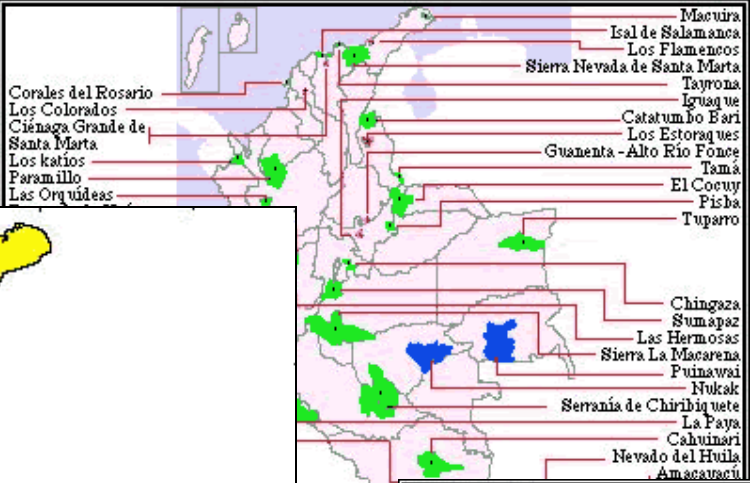 Macuira
Isal de Salamanca
Los Flamencos
Sierra Nevada de Santa Marta
Tayrona
Iguaque
Catatumbo Bari
Los Estoraques
Guanenta - Alto Río Fonce
Tamá
El Cocuy
Pisba
Tuparro
Corales del Rosario
Los Colorados
Ciénaga Grande de
Santa Marta
Los katíos
Paramillo
Las Orquídeas
Chingaza
Sumapaz
Las Hermosas
Sierra La Macarena
Puinawai
Nukak
Serranía de Chiribiquete
La Paya
Cahuinari
Nevado del Huila
Amacayacú